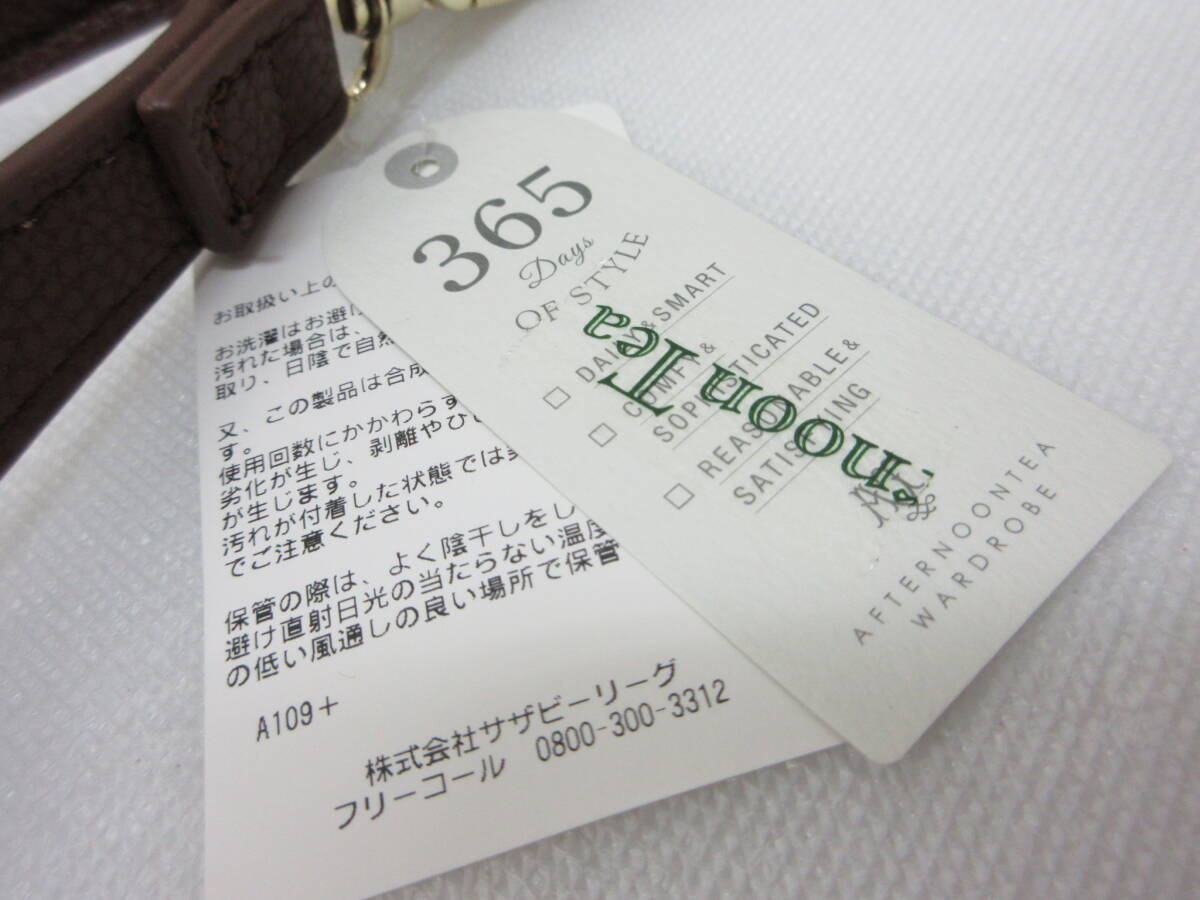 365
Days
OF STYLE
DAILY&SMART
COMFY &
SOPHISTICATED
REASONABLE&
SATISFYING
'noon Tea
AFTERNOONTEA
WARDROBE
お取扱い上の
お洗濯はお避け
汚れた場合は、
取り、日陰で自然
又、この製品は合成
す。
使用回数にかかわらず
劣化が生じ、剥離やひ
が生じます。
汚れが付着した状態では
でご注意ください。
保管の際は、よく陰干しをし
避け直射日光の当たらない温度
の低い風通しの良い場所で保管
A109+
株式会社サザビーリーグ
フリーコール 0800-300-3312